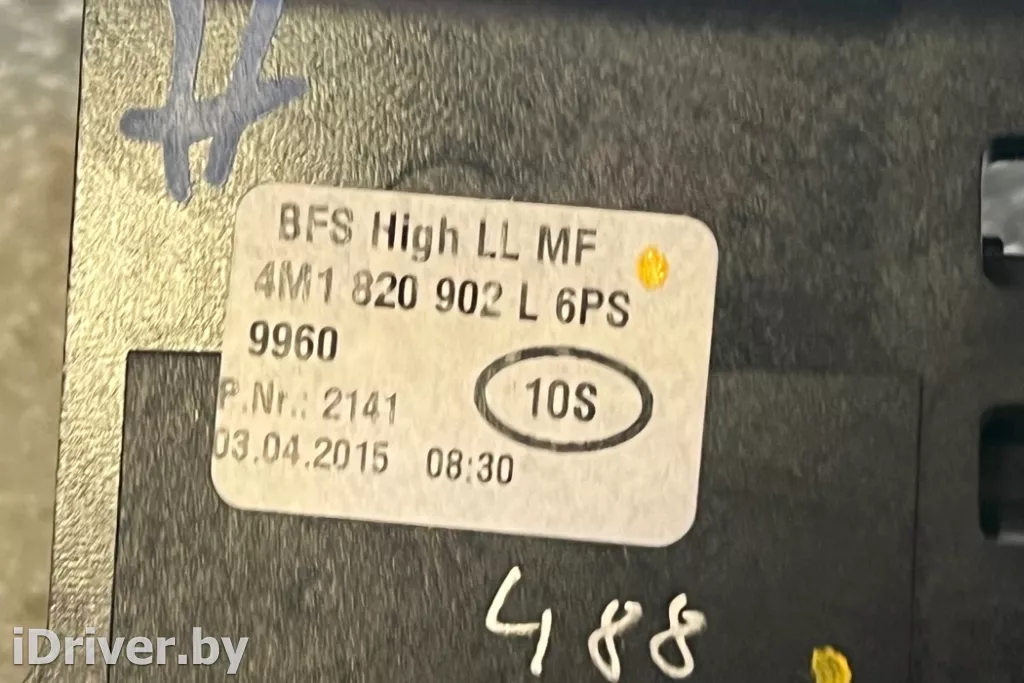 BFS High LL MF
4M1 820 902 L 6PS
9960
10S
P.Nr.: 2141
03.04.2015 08:30
488
iDriver.by